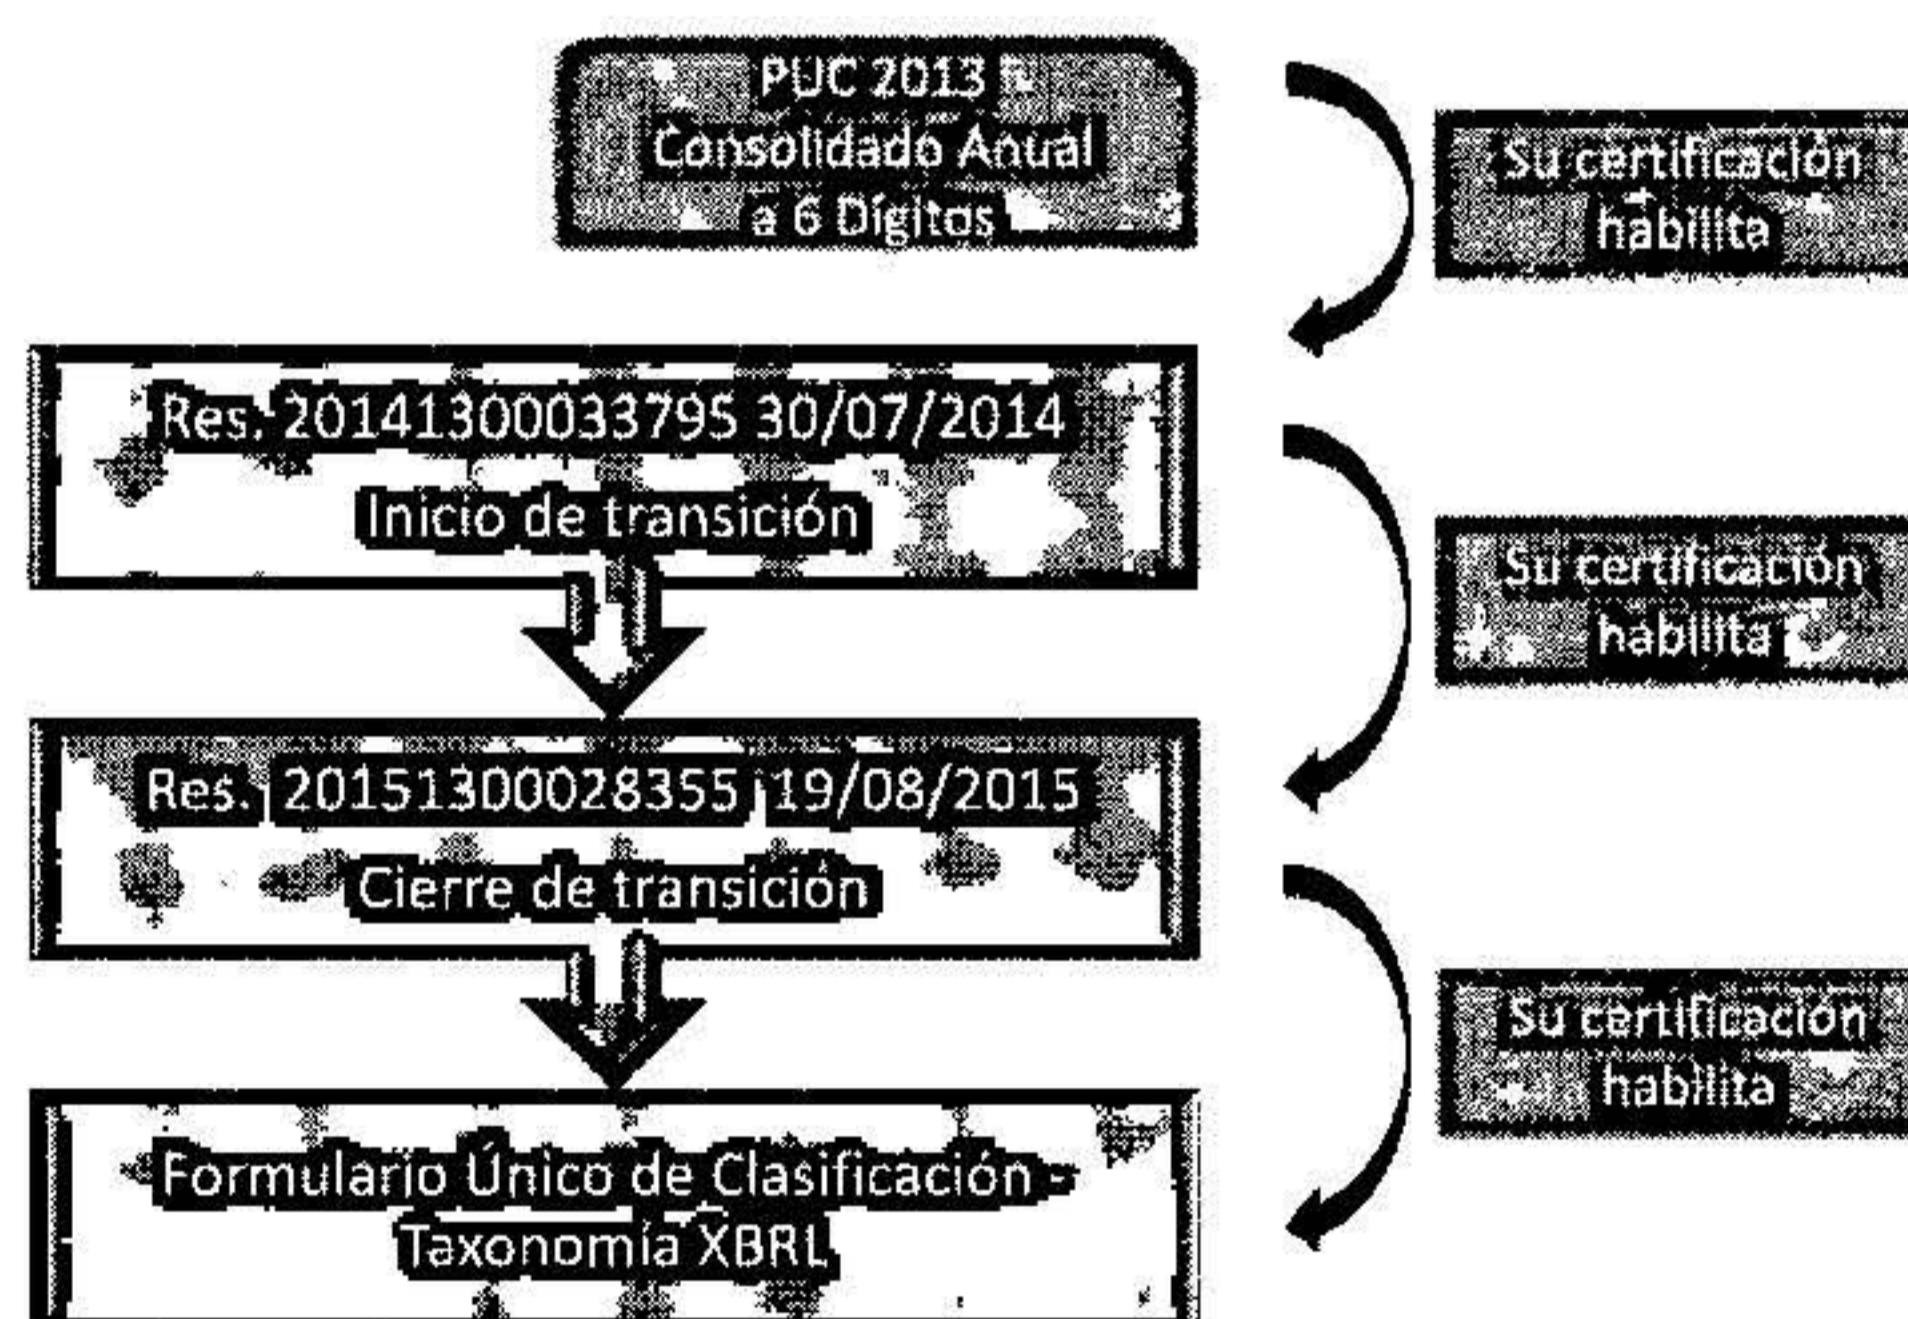 PUC 2013
Consolidado Anual
a 6 Dígitos
Su certificación
habilita
Res. 20141300033795 30/07/2014
Inicio de transición
Su certificación
habilita
Res. 20151300028355 19/08/2015
Cierre de transición
Su certificación
habilita
Formulario Único de Clasificación -
Taxonomía XBRL